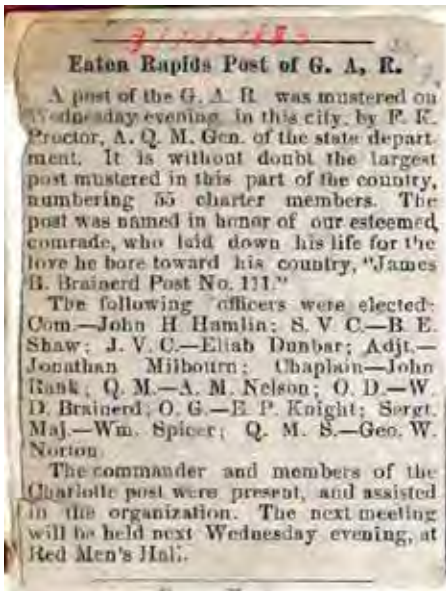 Eaton Rapids Post of G. A, R.
A post of the G. A. R was mustered on
Wednesday evening, in this city, by F. K.
Proctor, A. Q. M. Gen. of the state depart-
ment. It is without doubt the largest
post mustered in this part of the country,
numbering 55 charter members. The
post was named in honor of our esteemed
comrade, who laid down his life for the
love he bore toward his country, "James
B. Brainerd Post No. 111."
The following officers were elected:
Com.—John H Hamlin; S. V. C.—B. E.
Shaw; J. V. C.—Eliab Dunbar; Adjt.—
Jonathan Milbourn; Chaplain—John
Rank; Q. M.—A. M. Nelson; O. D.—W.
D. Brainerd; O. G.—E. P. Knight; Sergt.
Maj.—Wm. Spicer; Q. M. S.—Geo. W.
Norton
The commander and members of the
Charlotte post were present, and assisted
in the organization. The next meeting
will be held next Wednesday evening, at
Red Men's Hall.